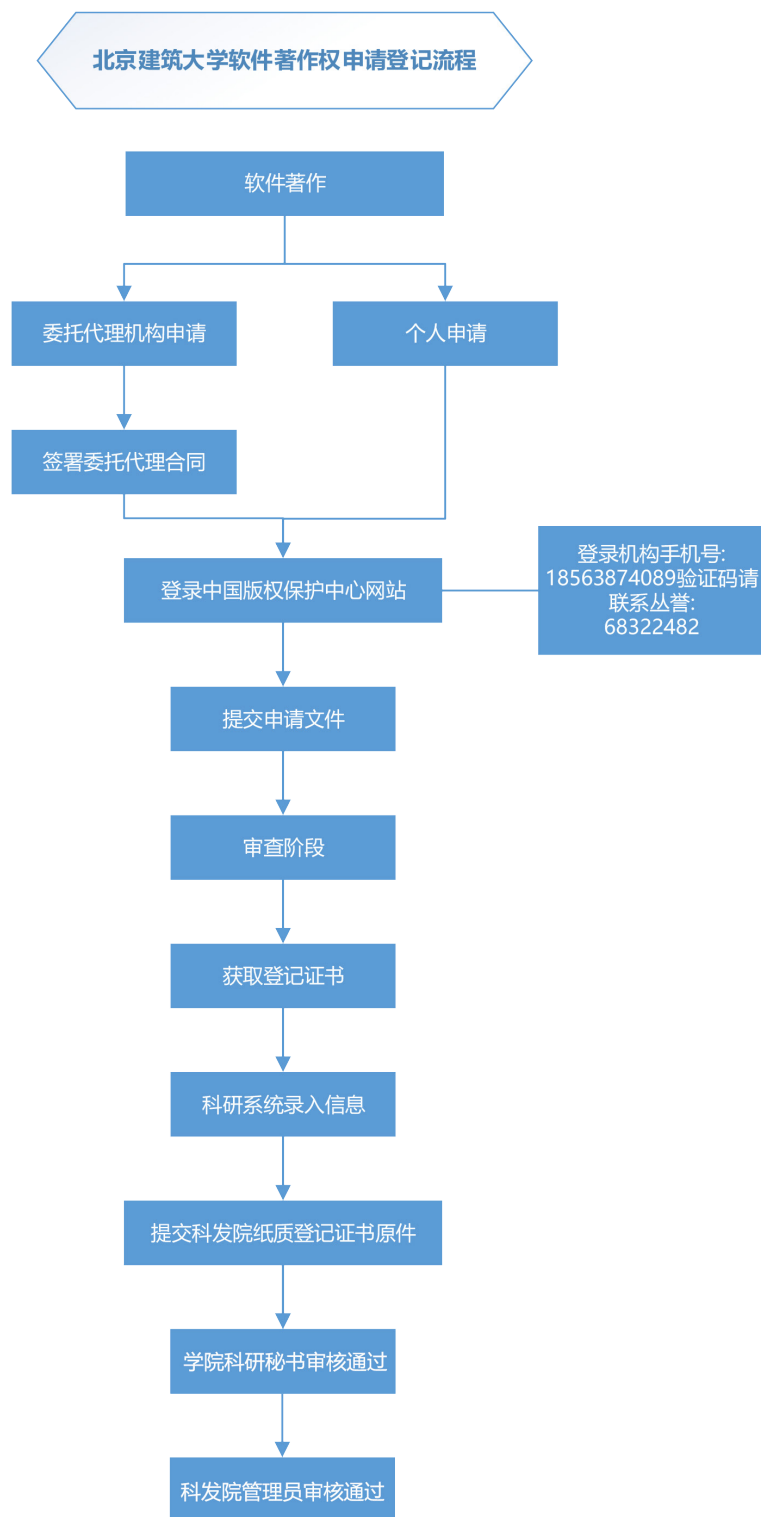 北京建筑大学软件著作权申请登记流程
软件著作
委托代理机构申请
个人申请
签署委托代理合同
登录中国版权保护中心网站
登录机构手机号:
18563874089验证码请
联系丛誉:
68322482
提交申请文件
审查阶段
获取登记证书
科研系统录入信息
提交科发院纸质登记证书原件
学院科研秘书审核通过
科发院管理员审核通过